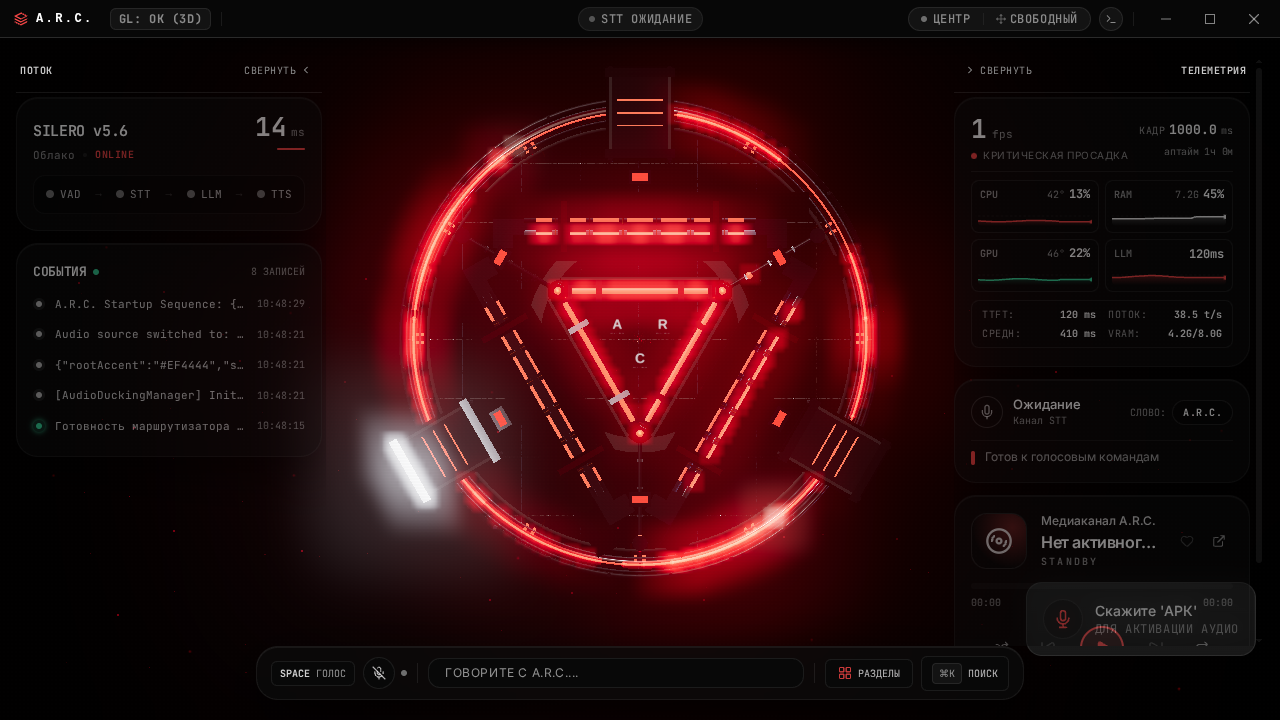 A.R.C.
GL: OK (3D)
STT ОЖИДАНИЕ
ЦЕНТР
СВОБОДНЫЙ
ПОТОК
СВЕРНУТЬ
SILERO v5.6
14 ms
Облако · ONLINE
VAD → STT → LLM → TTS
СОБЫТИЯ
8 ЗАПИСЕЙ
A.R.C. Startup Sequence: {… 10:48:29
Audio source switched to: … 10:48:21
{"rootAccent":"#EF4444","s… 10:48:21
[AudioDuckingManager] Init… 10:48:21
Готовность маршрутизатора … 10:48:15
A R
C
СВЕРНУТЬ
ТЕЛЕМЕТРИЯ
1 fps
КАДР 1000.0 ms
КРИТИЧЕСКАЯ ПРОСАДКА
аптайм 1ч 0м
CPU 42° 13%
RAM 7.2G 45%
GPU 46° 22%
LLM 120ms
TTFT: 120 ms ПОТОК: 38.5 t/s
СРЕДН: 410 ms VRAM: 4.2G/8.0G
Ожидание
Канал STT
СЛОВО: A.R.C.
Готов к голосовым командам
Медиаканал A.R.C.
Нет активног…
STANDBY
00:00
00:00
Скажите 'АРК'
ДЛЯ АКТИВАЦИИ АУДИО
SPACE ГОЛОС
ГОВОРИТЕ С A.R.C....
РАЗДЕЛЫ
⌘K ПОИСК